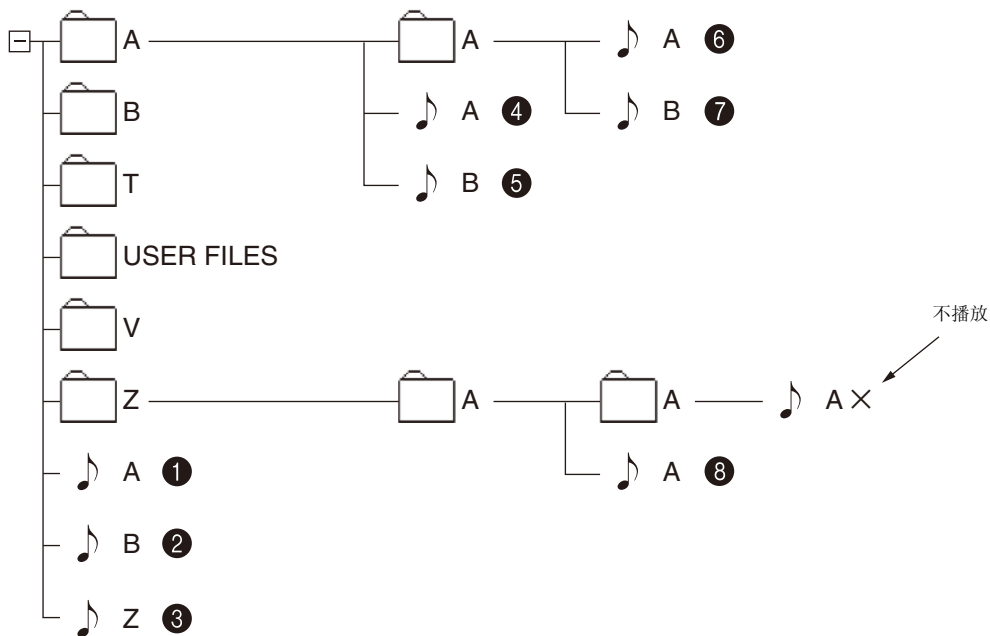 A A A ❻
B A ❹ B ❼
T B ❺
USER FILES
V 不播放
Z A A A ×
A ❶ A ❽
B ❷
Z ❸